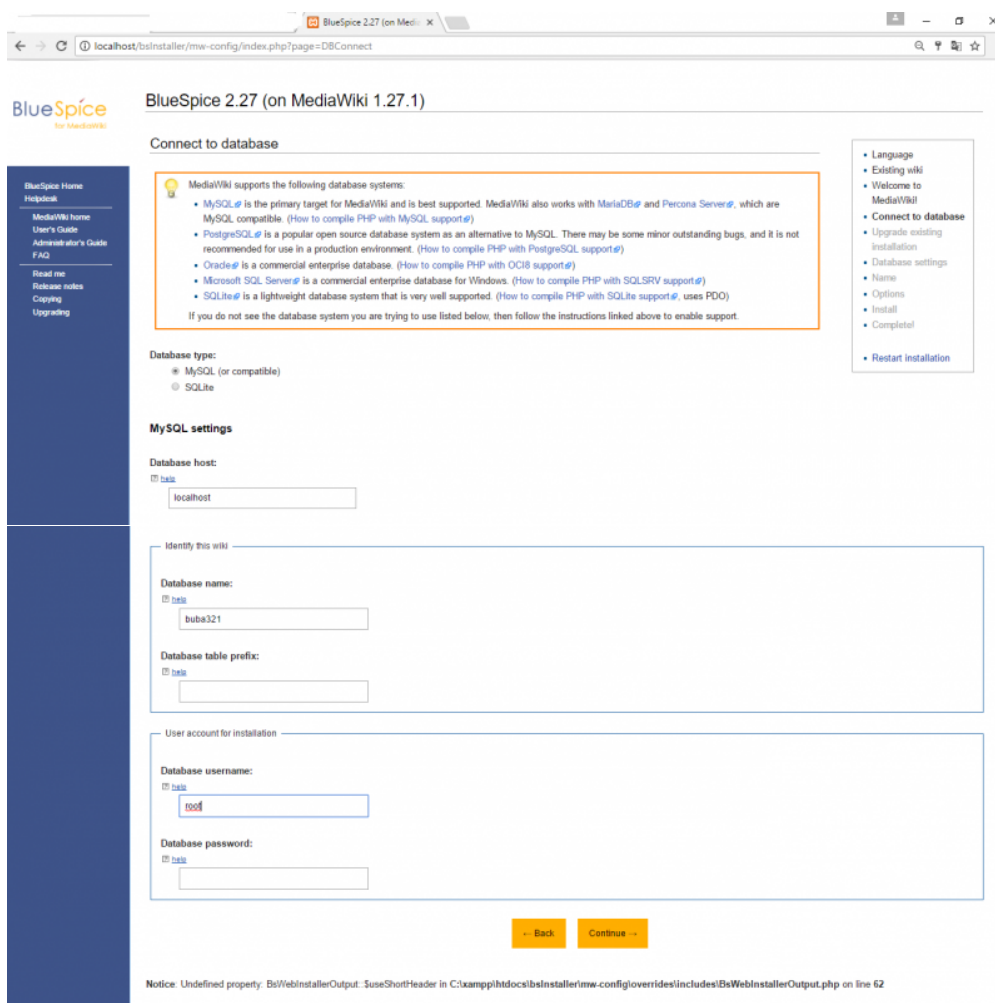 BlueSpice 2.27 (on Medi
localhost/bsInstaller/mw-config/index.php?page=DBConnect
BlueSpice
for MediaWiki
BlueSpice Home
Helpdesk
MediaWiki home
User's Guide
Administrator's Guide
FAQ
Read me
Release notes
Copying
Upgrading
BlueSpice 2.27 (on MediaWiki 1.27.1)
Connect to database
MediaWiki supports the following database systems:
• MySQL is the primary target for MediaWiki and is best supported. MediaWiki also works with MariaDB and Percona Server, which are
MySQL compatible. (How to compile PHP with MySQL support)
• PostgreSQL is a popular open source database system as an alternative to MySQL. There may be some minor outstanding bugs, and it is not
recommended for use in a production environment. (How to compile PHP with PostgreSQL support)
• Oracle is a commercial enterprise database. (How to compile PHP with OCI8 support)
• Microsoft SQL Server is a commercial enterprise database for Windows. (How to compile PHP with SQLSRV support)
• SQLite is a lightweight database system that is very well supported. (How to compile PHP with SQLite support, uses PDO)
If you do not see the database system you are trying to use listed below, then follow the instructions linked above to enable support.
Database type:
MySQL (or compatible)
SQLite
MySQL settings
Database host:
help
localhost
Identify this wiki
Database name:
help
buba321
Database table prefix:
help
User account for installation
Database username:
help
root
Database password:
help
← Back
Continue →
Notice: Undefined property: BsWebInstallerOutput::$useShortHeader in C:\xampp\htdocs\bsInstaller\mw-config\overrides\includes\BsWebInstallerOutput.php on line 62
• Language
• Existing wiki
• Welcome to
MediaWiki!
• Connect to database
• Upgrade existing
installation
• Database settings
• Name
• Options
• Install
• Complete!
• Restart installation